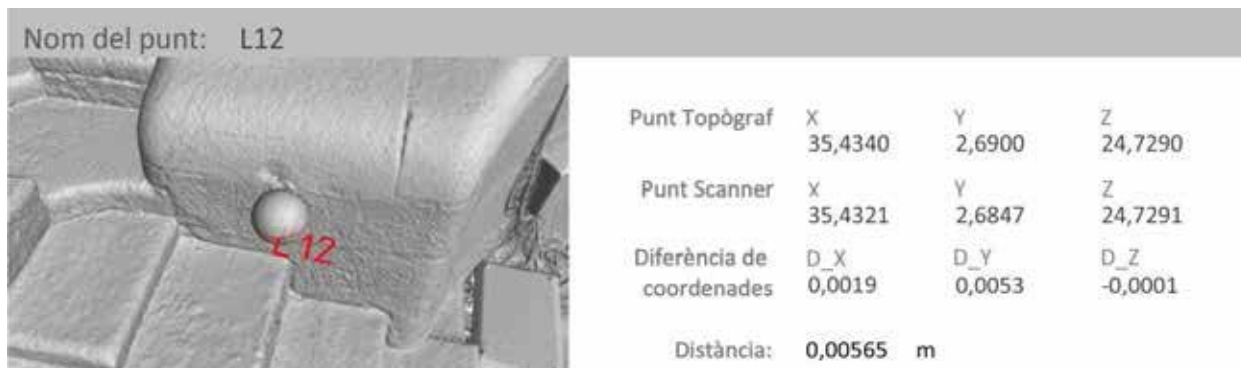 Nom del punt: L12
L12
Punt Topògraf X Y Z
35,4340 2,6900 24,7290
Punt Scanner X Y Z
35,4321 2,6847 24,7291
Diferència de D_X D_Y D_Z
coordenades 0,0019 0,0053 -0,0001
Distància: 0,00565 m